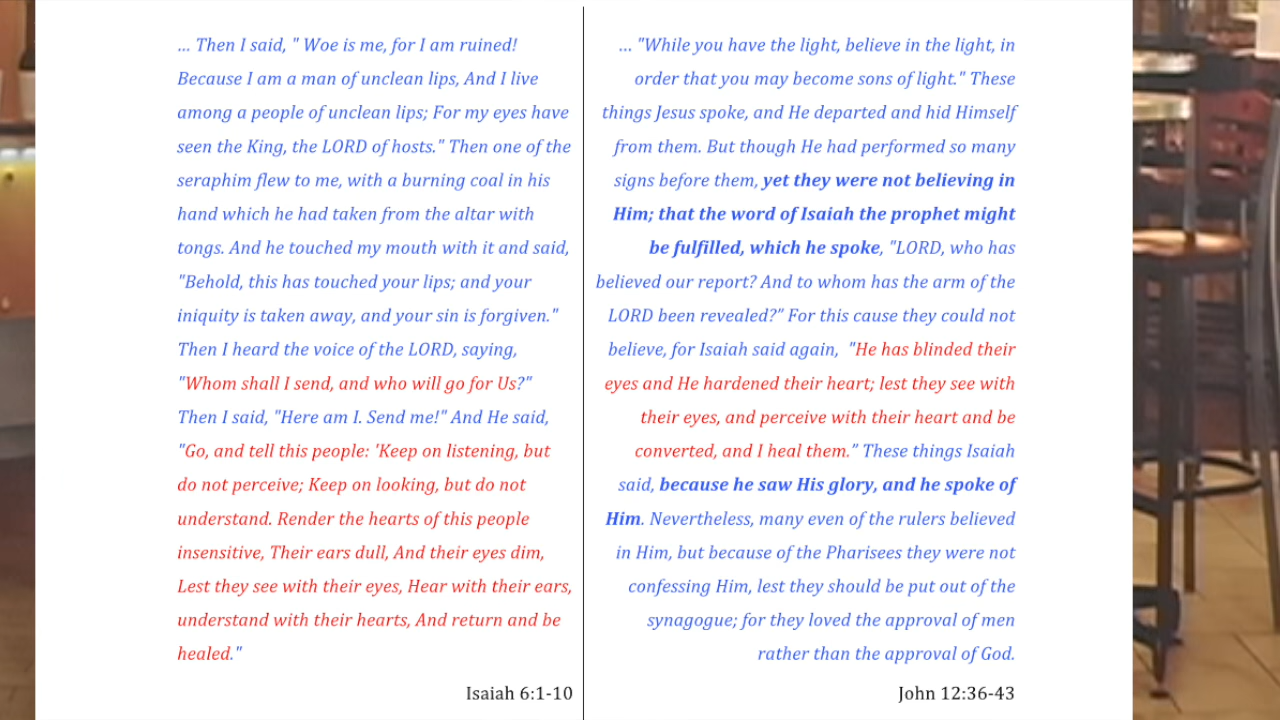 ... Then I said, " Woe is me, for I am ruined!
Because I am a man of unclean lips, And I live
among a people of unclean lips; For my eyes have
seen the King, the LORD of hosts." Then one of the
seraphim flew to me, with a burning coal in his
hand which he had taken from the altar with
tongs. And he touched my mouth with it and said,
"Behold, this has touched your lips; and your
iniquity is taken away, and your sin is forgiven."
Then I heard the voice of the LORD, saying,
"Whom shall I send, and who will go for Us?"
Then I said, "Here am I. Send me!" And He said,
"Go, and tell this people: 'Keep on listening, but
do not perceive; Keep on looking, but do not
understand. Render the hearts of this people
insensitive, Their ears dull, And their eyes dim,
Lest they see with their eyes, Hear with their ears,
understand with their hearts, And return and be
healed."
Isaiah 6:1-10
... "While you have the light, believe in the light, in
order that you may become sons of light." These
things Jesus spoke, and He departed and hid Himself
from them. But though He had performed so many
signs before them, yet they were not believing in
Him; that the word of Isaiah the prophet might
be fulfilled, which he spoke, "LORD, who has
believed our report? And to whom has the arm of the
LORD been revealed?” For this cause they could not
believe, for Isaiah said again,  "He has blinded their
eyes and He hardened their heart; lest they see with
their eyes, and perceive with their heart and be
converted, and I heal them.” These things Isaiah
said, because he saw His glory, and he spoke of
Him. Nevertheless, many even of the rulers believed
in Him, but because of the Pharisees they were not
confessing Him, lest they should be put out of the
synagogue; for they loved the approval of men
rather than the approval of God.
John 12:36-43